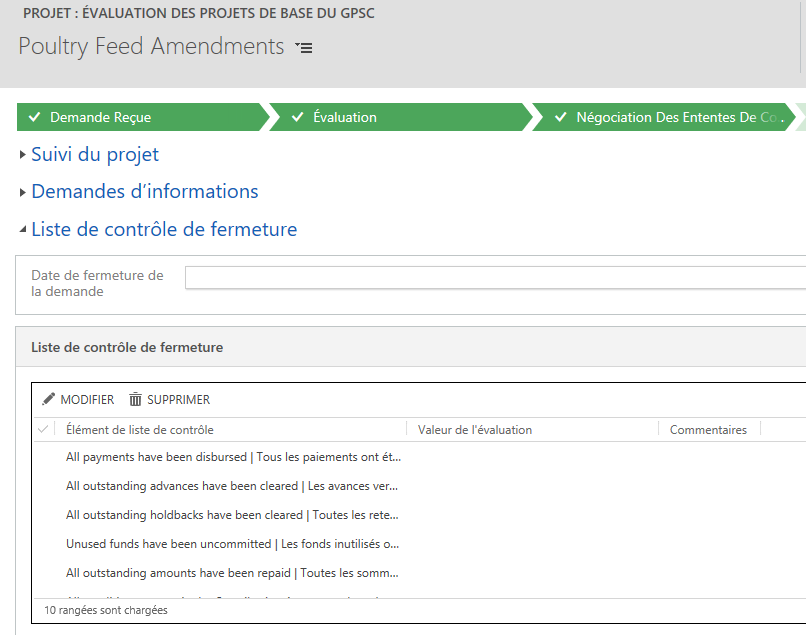 PROJET : ÉVALUATION DES PROJETS DE BASE DU GPSC
Poultry Feed Amendments
Demande Reçue
Évaluation
Négociation Des Ententes De Co...
Suivi du projet
Demandes d’informations
Liste de contrôle de fermeture
Date de fermeture de
la demande
Liste de contrôle de fermeture
MODIFIER SUPPRIMER
Élément de liste de contrôle Valeur de l'évaluation Commentaires
All payments have been disbursed | Tous les paiements ont ét...
All outstanding advances have been cleared | Les avances ver...
All outstanding holdbacks have been cleared | Toutes les rete...
Unused funds have been uncommitted | Les fonds inutilisés o...
All outstanding amounts have been repaid | Toutes les somm...
10 rangées sont chargées